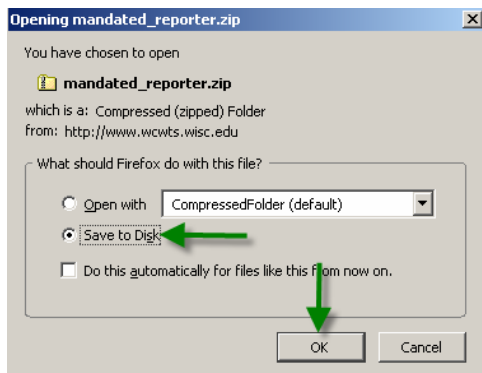 Opening mandated_reporter.zip
You have chosen to open
mandated_reporter.zip
which is a: Compressed (zipped) Folder
from: http://www.wcwts.wisc.edu
What should Firefox do with this file?
Open with CompressedFolder (default)
Save to Disk
Do this automatically for files like this from now on.
OK Cancel